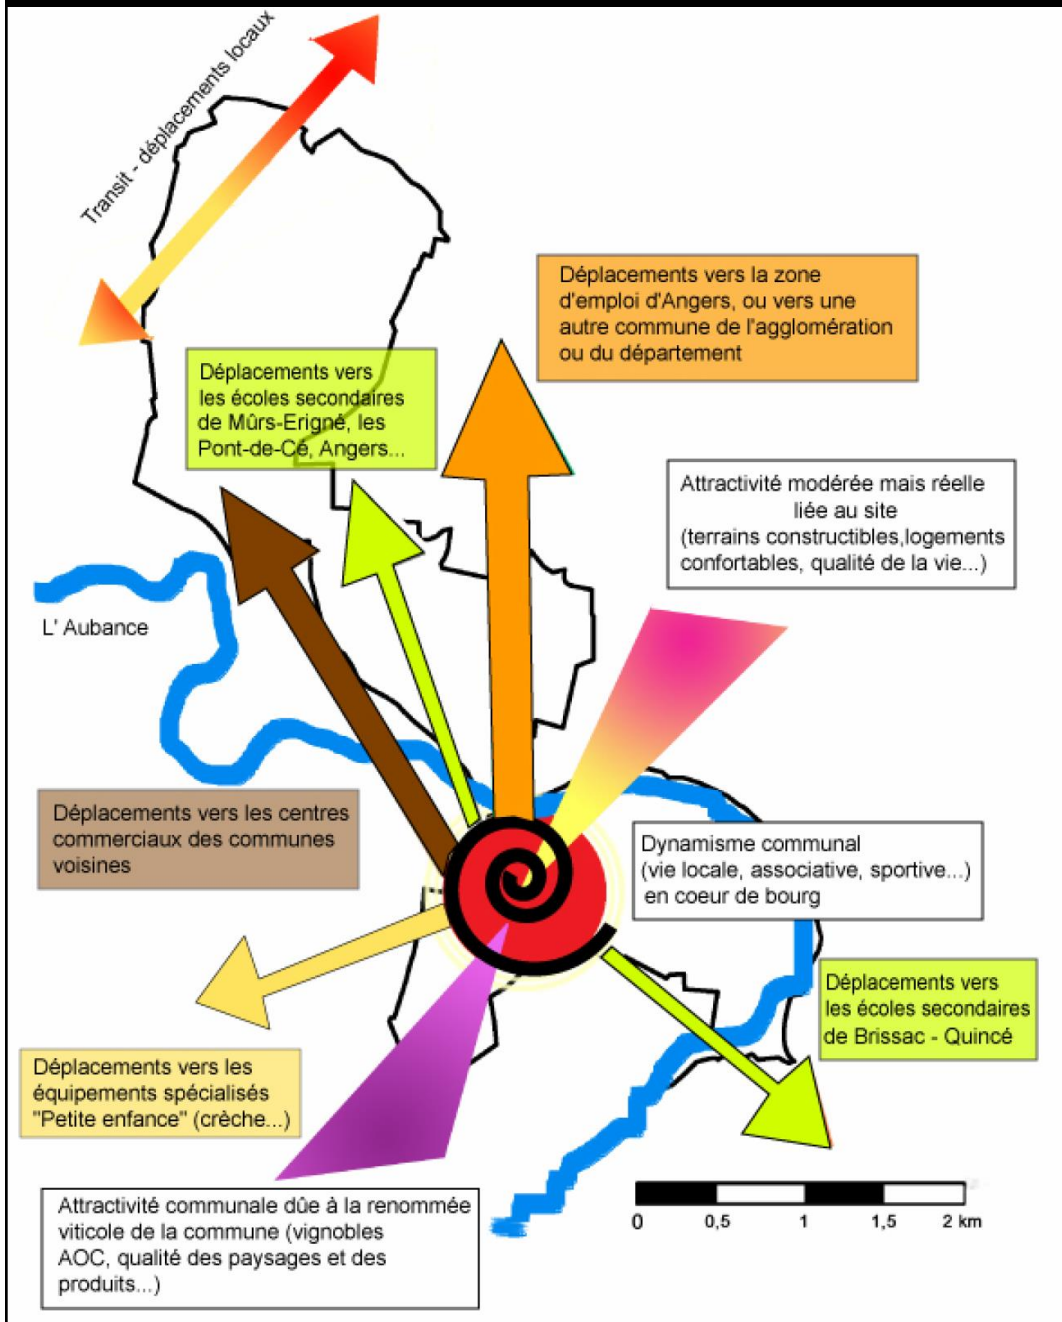 Transit - déplacements locaux
Déplacements vers la zone
d'emploi d'Angers, ou vers une
autre commune de l'agglomération
ou du département
Déplacements vers
les écoles secondaires
de Mûrs-Erigné, les
Pont-de-Cé, Angers...
Attractivité modérée mais réelle
liée au site
(terrains constructibles,logements
confortables, qualité de la vie...)
L' Aubance
Déplacements vers les centres
commerciaux des communes
voisines
Dynamisme communal
(vie locale, associative, sportive...)
en coeur de bourg
Déplacements vers
les écoles secondaires
de Brissac - Quincé
Déplacements vers les
équipements spécialisés
"Petite enfance" (crèche...)
Attractivité communale dûe à la renommée
viticole de la commune (vignobles
AOC, qualité des paysages et des
produits...)
0 0,5 1 1,5 2 km